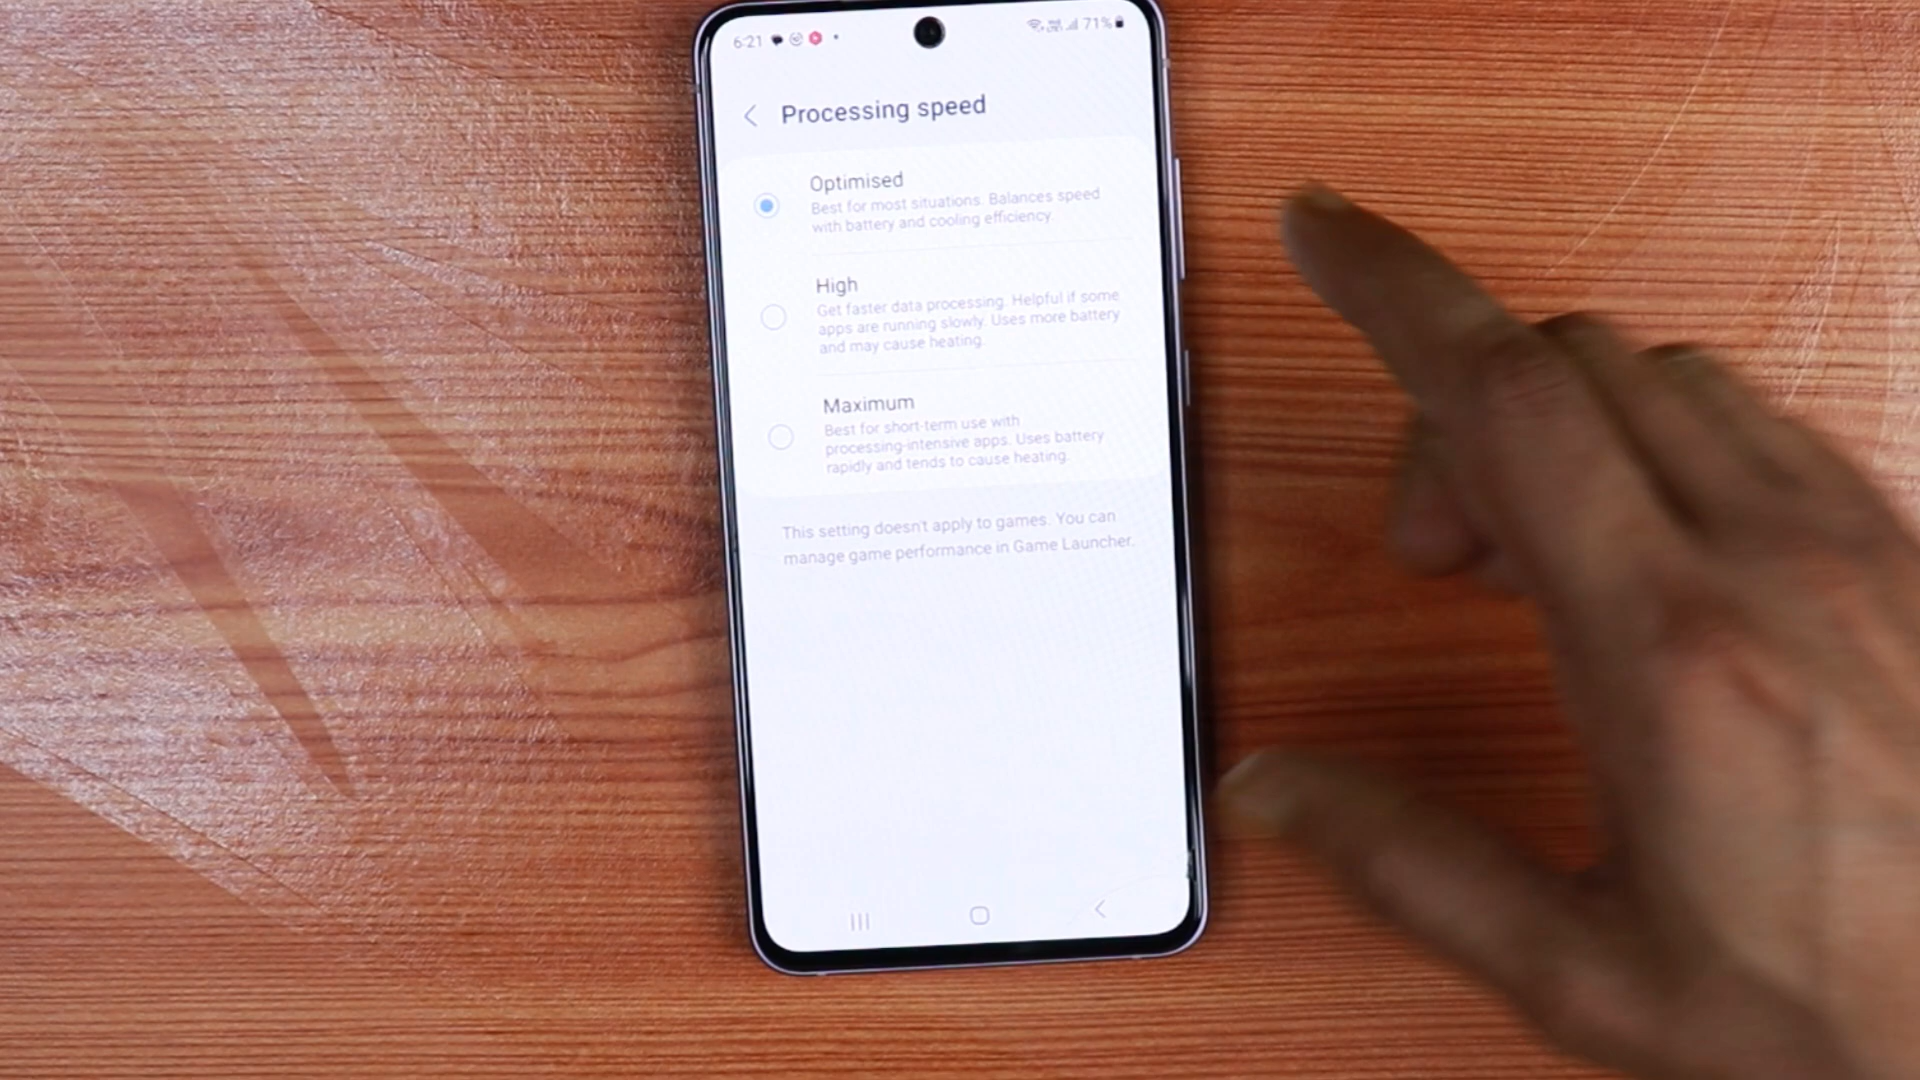 6:21
71%
Processing speed
Optimised
Best for most situations. Balances speed
with battery and cooling efficiency.
High
Get faster data processing. Helpful if some
apps are running slowly. Uses more battery
and may cause heating.
Maximum
Best for short-term use with
processing-intensive apps. Uses battery
rapidly and tends to cause heating.
This setting doesn't apply to games. You can
manage game performance in Game Launcher.